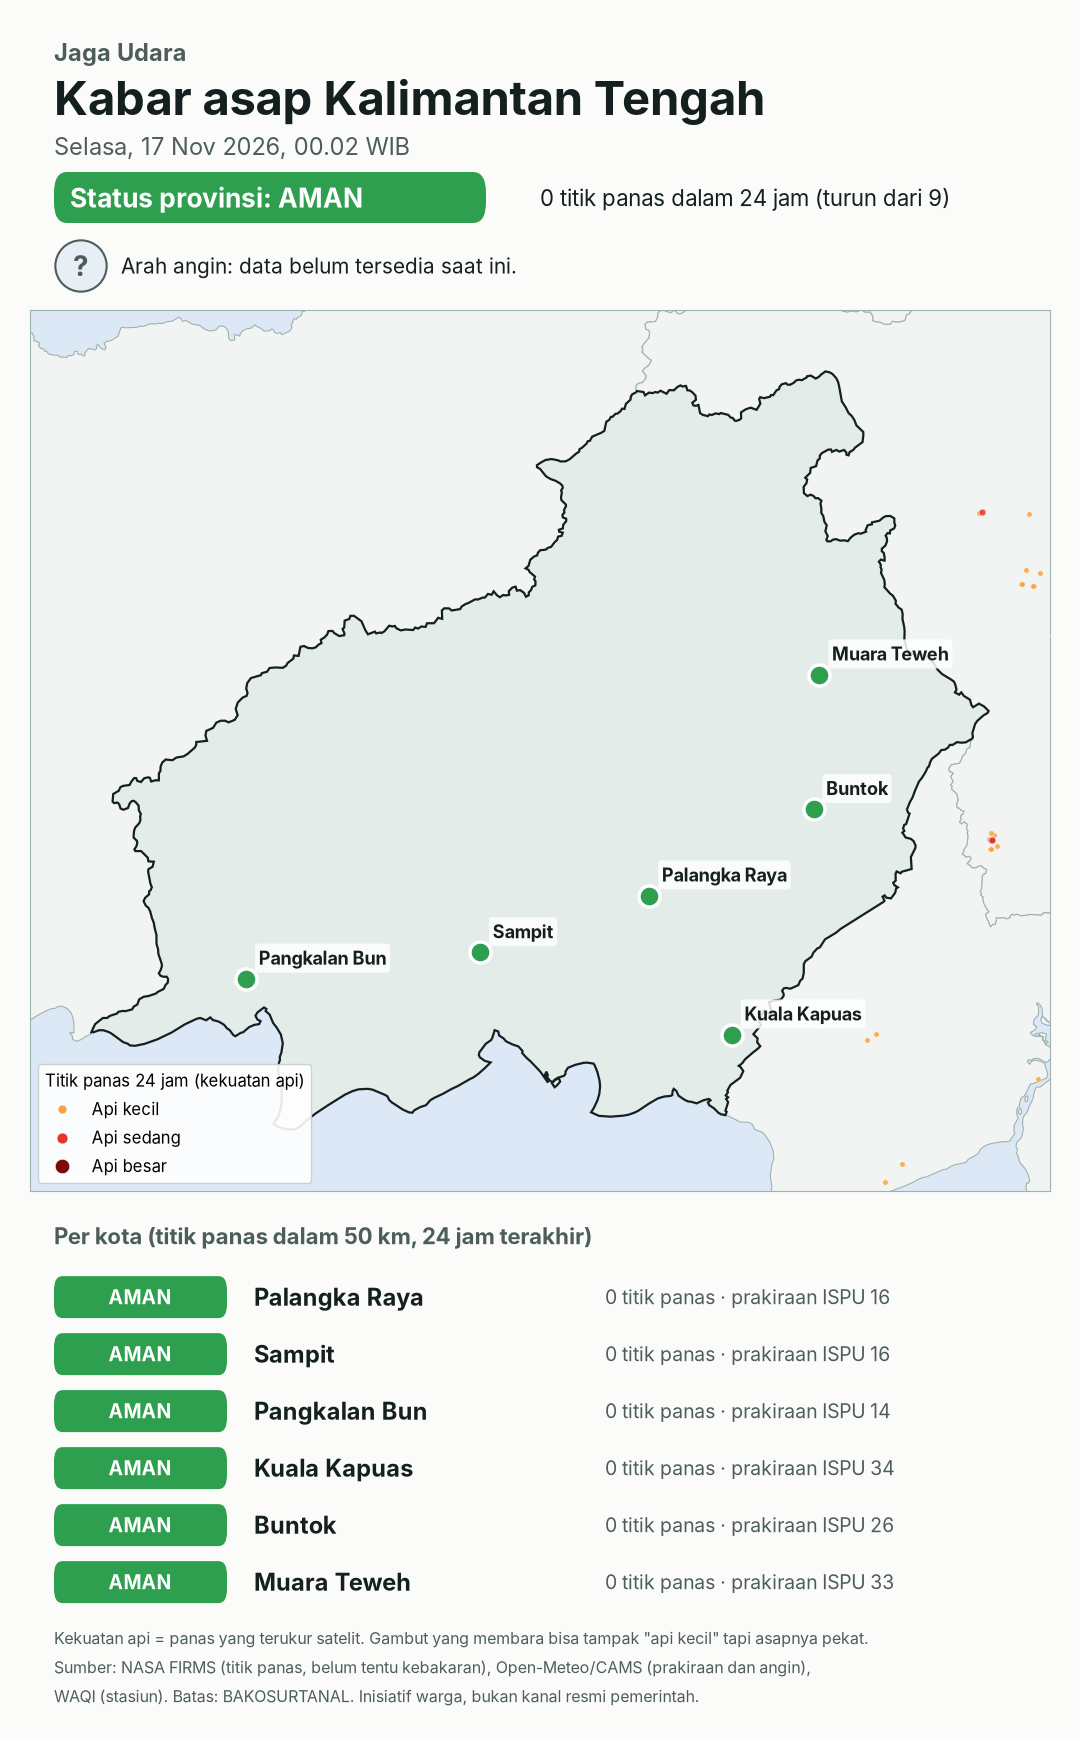 Jaga Udara
Kabar asap Kalimantan Tengah
Selasa, 17 Nov 2026, 00.02 WIB
Status provinsi: AMAN
0 titik panas dalam 24 jam (turun dari 9)
?
Arah angin: data belum tersedia saat ini.
Muara Teweh
Buntok
Palangka Raya
Sampit
Pangkalan Bun
Kuala Kapuas
Titik panas 24 jam (kekuatan api)
Api kecil
Api sedang
Api besar
Per kota (titik panas dalam 50 km, 24 jam terakhir)
AMAN Palangka Raya 0 titik panas · prakiraan ISPU 16
AMAN Sampit 0 titik panas · prakiraan ISPU 16
AMAN Pangkalan Bun 0 titik panas · prakiraan ISPU 14
AMAN Kuala Kapuas 0 titik panas · prakiraan ISPU 34
AMAN Buntok 0 titik panas · prakiraan ISPU 26
AMAN Muara Teweh 0 titik panas · prakiraan ISPU 33
Kekuatan api = panas yang terukur satelit. Gambut yang membara bisa tampak "api kecil" tapi asapnya pekat.
Sumber: NASA FIRMS (titik panas, belum tentu kebakaran), Open-Meteo/CAMS (prakiraan dan angin),
WAQI (stasiun). Batas: BAKOSURTANAL. Inisiatif warga, bukan kanal resmi pemerintah.